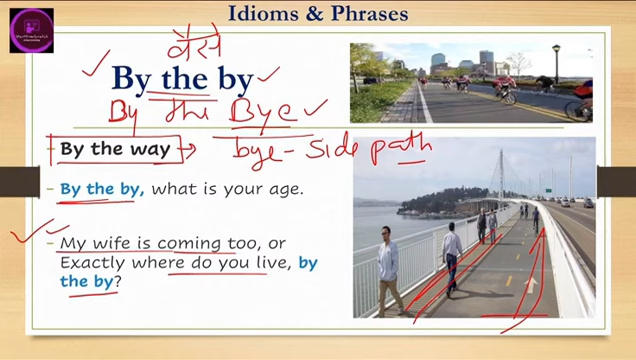 Idioms & Phrases
वैसे
By the by
By the Bye
By the way → bye - side path
- By the by, what is your age.
- My wife is coming too, or
Exactly where do you live, by
the by?